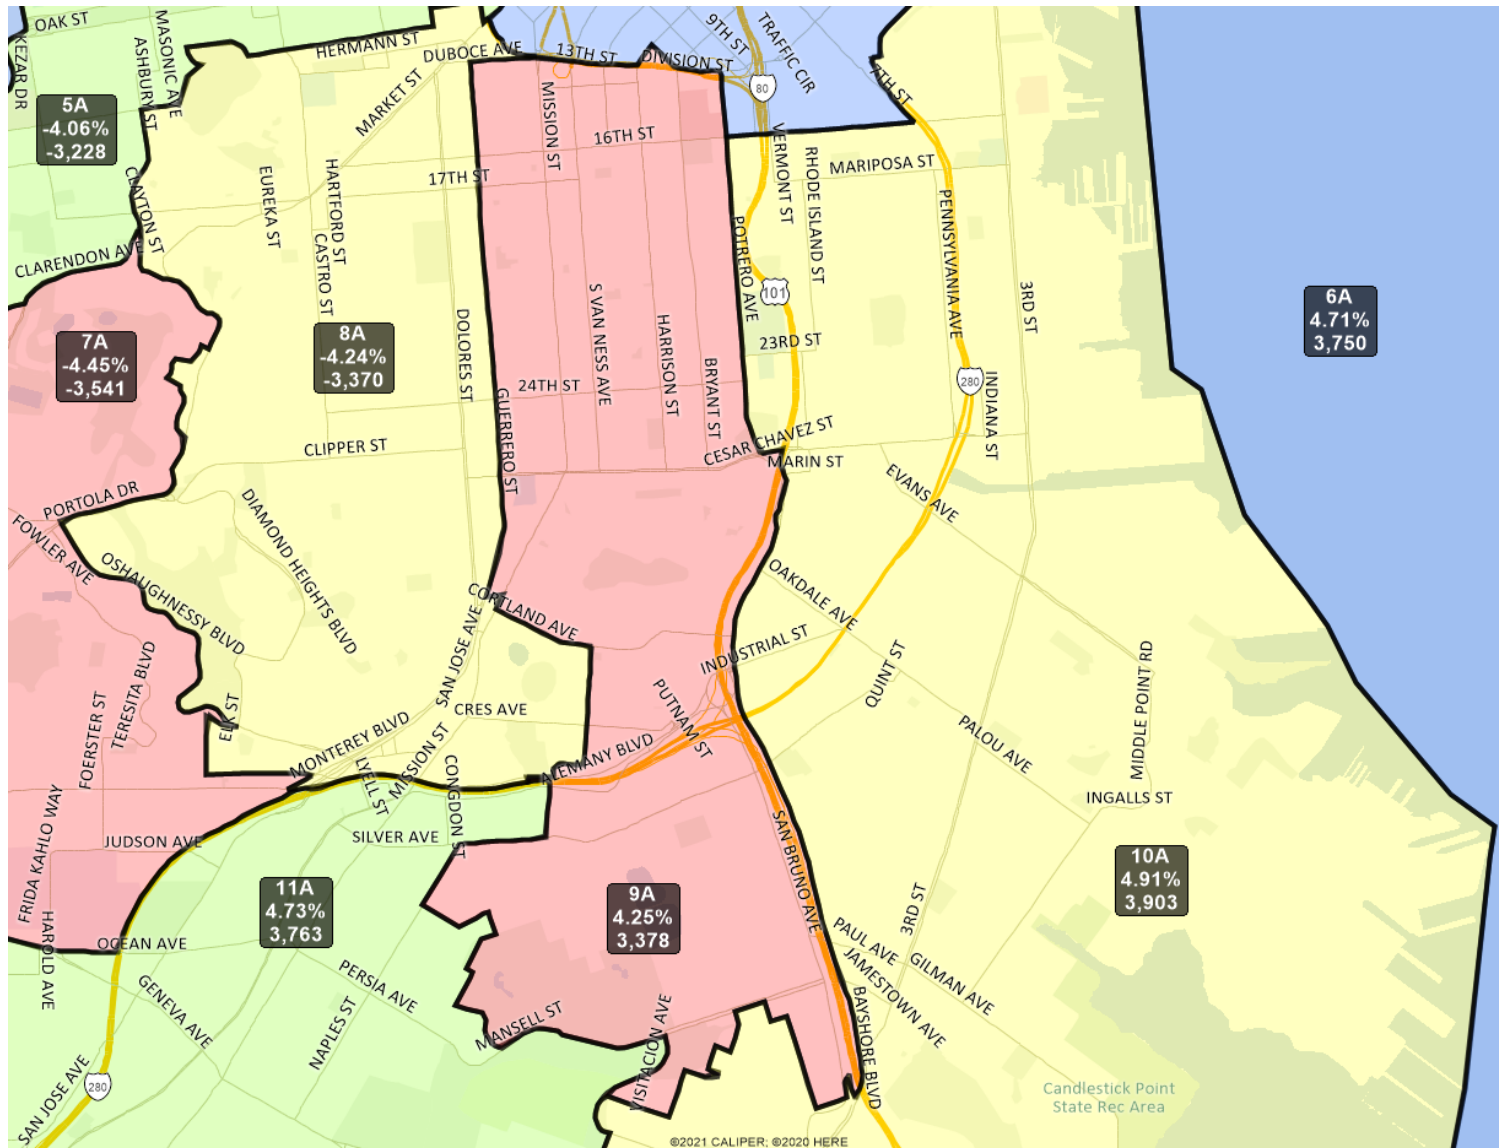 OAK ST
KEZAR DR
MASONIC AVE
ASHBURY ST
HERMANN ST
DUBOCE AVE
13TH ST
DIVISION ST
9TH ST
TRAFFIC CIR
80
7TH ST
5A
-4.06%
-3,228
MARKET ST
MISSION ST
16TH ST
17TH ST
VERMONT ST
RHODE ISLAND ST
MARIPOSA ST
CLAYTON ST
EUREKA ST
HARTFORD ST
CASTRO ST
CLARENDON AVE
POTRERO AVE
PENNSYLVANIA AVE
101
3RD ST
6A
4.71%
3,750
7A
-4.45%
-3,541
8A
-4.24%
-3,370
DOLORES ST
S VAN NESS AVE
HARRISON ST
BRYANT ST
23RD ST
24TH ST
GUERRERO ST
280
INDIANA ST
CLIPPER ST
CESAR CHAVEZ ST
MARIN ST
EVANS AVE
PORTOLA DR
FOWLER AVE
OSHAUGHNESSY BLVD
DIAMOND HEIGHTS BLVD
CORTLAND AVE
OAKDALE AVE
INDUSTRIAL ST
QUINT ST
SAN JOSE AVE
TERESITA BLVD
FOERSTER ST
ELK ST
CRES AVE
PUTNAM ST
PALOU AVE
MIDDLE POINT RD
MONTEREY BLVD
MISSION ST
LYELL ST
CONGDON ST
ALEMANY BLVD
INGALLS ST
FRIDA KAHLO WAY
JUDSON AVE
SILVER AVE
SAN BRUNO AVE
11A
4.73%
3,763
9A
4.25%
3,378
10A
4.91%
3,903
3RD ST
HAROLD AVE
OCEAN AVE
GENEVA AVE
PERSIA AVE
NAPLES ST
MANSELL ST
VISITACION AVE
PAUL AVE
GILMAN AVE
JAMESTOWN AVE
BAYSHORE BLVD
SAN JOSE AVE
280
Candlestick Point
State Rec Area
©2021 CALIPER; ©2020 HERE